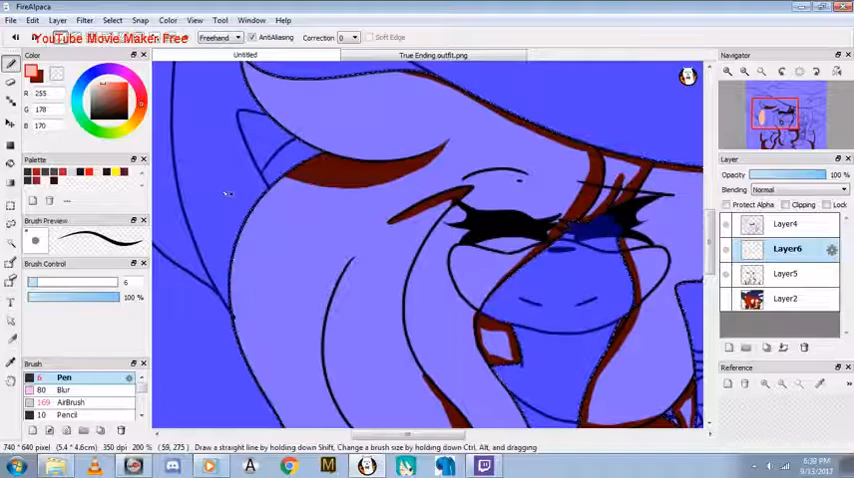 FireAlpaca
File Edit Layer Filter Select Snap Color View Tool Window Help
YouTube Movie Maker Free
Freehand AntiAliasing Correction 0 Soft Edge
Color Untitled True Ending outfit.png Navigator
R 255
G 178
B 170
Palette
Layer
Opacity 100 %
Blending Normal
Protect Alpha Clipping Lock
Brush Preview
Layer4
Layer6
Brush Control
Layer5
6
100 %
Layer2
Reference
Brush
6 Pen
80 Blur
169 AirBrush
10 Pencil
740 * 640 pixel (5.4 * 4.6cm) 350 dpi 200 % ( 59, 275 ) Draw a straight line by holding down Shift, Change a brush size by holding down Ctrl, Alt, and dragging
6:33 PM
9/13/2017